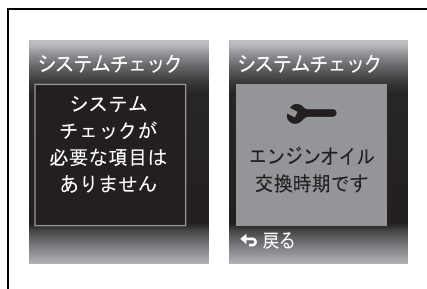 システムチェック
システム
チェックが
必要な項目は
ありません
システムチェック
エンジンオイル
交換時期です
戻る